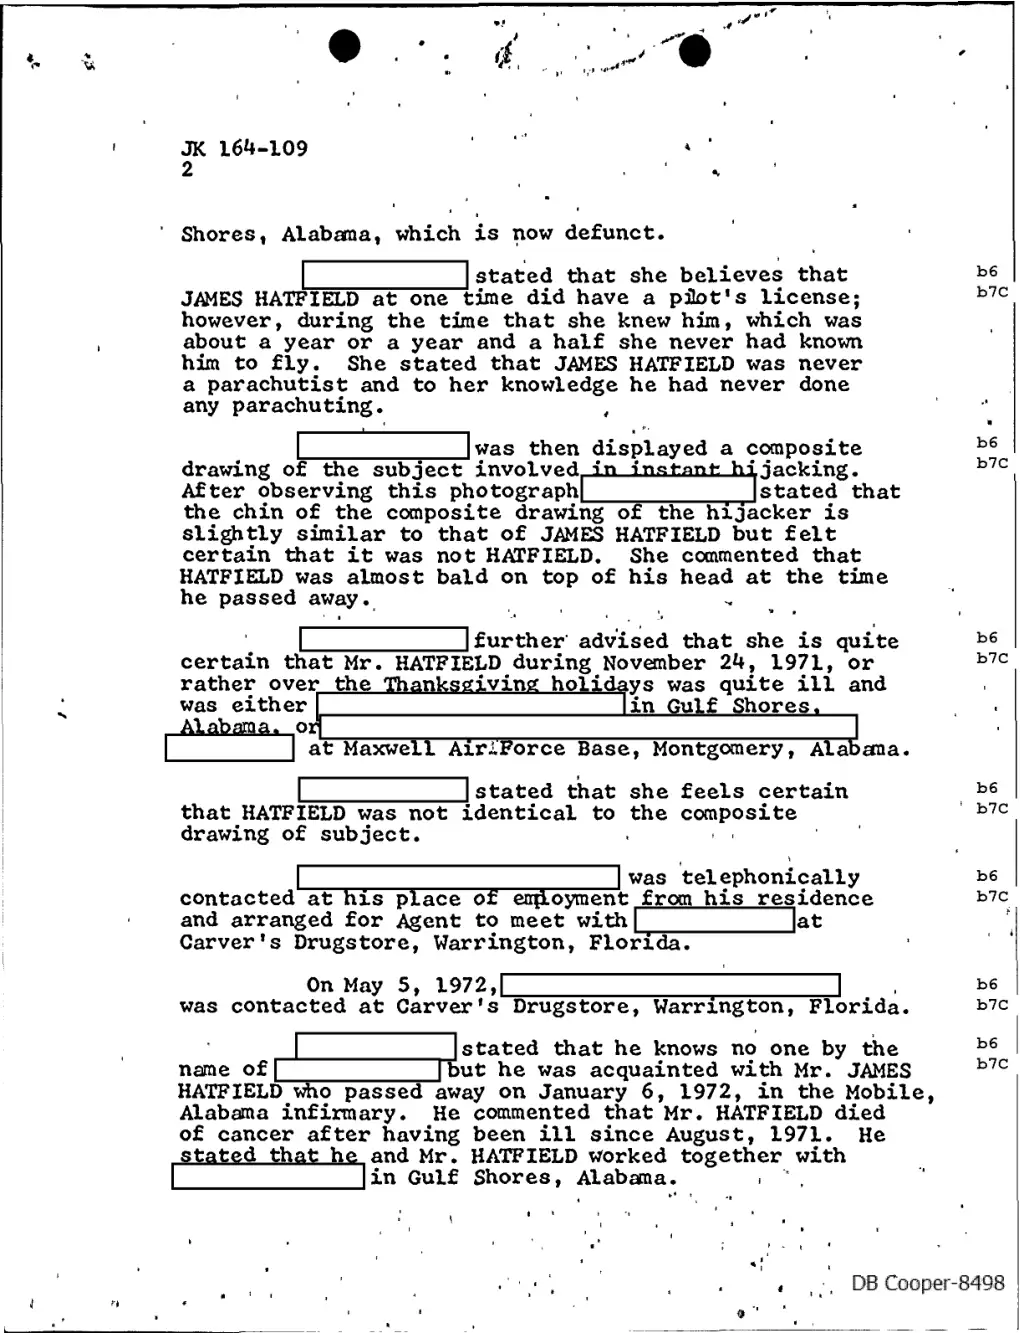 JK 164-109
2
Shores, Alabama, which is now defunct.
stated that she believes that
b6
JAMES HATFIELD at one time did have a pilot's license;
b7C
however, during the time that she knew him, which was
about a year or a year and a half she never had known
him to fly. She stated that JAMES HATFIELD was never
a parachutist and to her knowledge he had never done
any parachuting.
was then displayed a composite
b6
drawing of the subject involved in instant hijacking.
b7C
After observing this photograph stated that
the chin of the composite drawing of the hijacker is
slightly similar to that of JAMES HATFIELD but felt
certain that it was not HATFIELD. She commented that
HATFIELD was almost bald on top of his head at the time
he passed away.
further advised that she is quite
b6
certain that Mr. HATFIELD during November 24, 1971, or
b7C
rather over the Thanksgiving holidays was quite ill and
was either in Gulf Shores,
Alabama, or
at Maxwell Air Force Base, Montgomery, Alabama.
stated that she feels certain
b6
that HATFIELD was not identical to the composite
b7C
drawing of subject.
was telephonically
b6
contacted at his place of employment from his residence
b7C
and arranged for Agent to meet with at
Carver's Drugstore, Warrington, Florida.
On May 5, 1972,
b6
was contacted at Carver's Drugstore, Warrington, Florida.
b7C
stated that he knows no one by the
b6
name of but he was acquainted with Mr. JAMES
b7C
HATFIELD who passed away on January 6, 1972, in the Mobile,
Alabama infirmary. He commented that Mr. HATFIELD died
of cancer after having been ill since August, 1971. He
stated that he and Mr. HATFIELD worked together with
in Gulf Shores, Alabama.
DB Cooper-8498